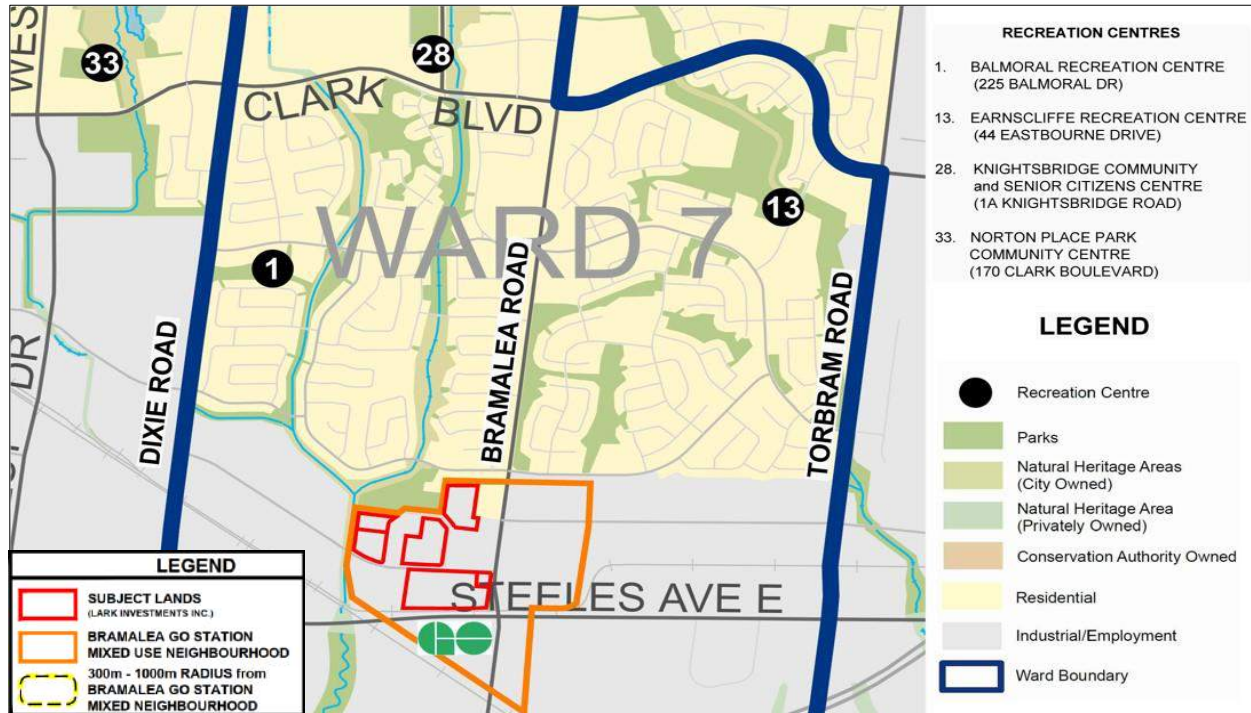 WES
33
28
CLARK BLVD
WARD 7
13
1
DIXIE ROAD
BRAMALEA ROAD
TORBRAM ROAD
DR
STEELES AVE E
GO
LEGEND
SUBJECT LANDS
(LARK INVESTMENTS INC.)
BRAMALEA GO STATION
MIXED USE NEIGHBOURHOOD
300m - 1000m RADIUS from
BRAMALEA GO STATION
MIXED NEIGHBOURHOOD
RECREATION CENTRES
1. BALMORAL RECREATION CENTRE
(225 BALMORAL DR)
13. EARNSCLIFFE RECREATION CENTRE
(44 EASTBOURNE DRIVE)
28. KNIGHTSBRIDGE COMMUNITY
and SENIOR CITIZENS CENTRE
(1A KNIGHTSBRIDGE ROAD)
33. NORTON PLACE PARK
COMMUNITY CENTRE
(170 CLARK BOULEVARD)
LEGEND
Recreation Centre
Parks
Natural Heritage Areas
(City Owned)
Natural Heritage Area
(Privately Owned)
Conservation Authority Owned
Residential
Industrial/Employment
Ward Boundary